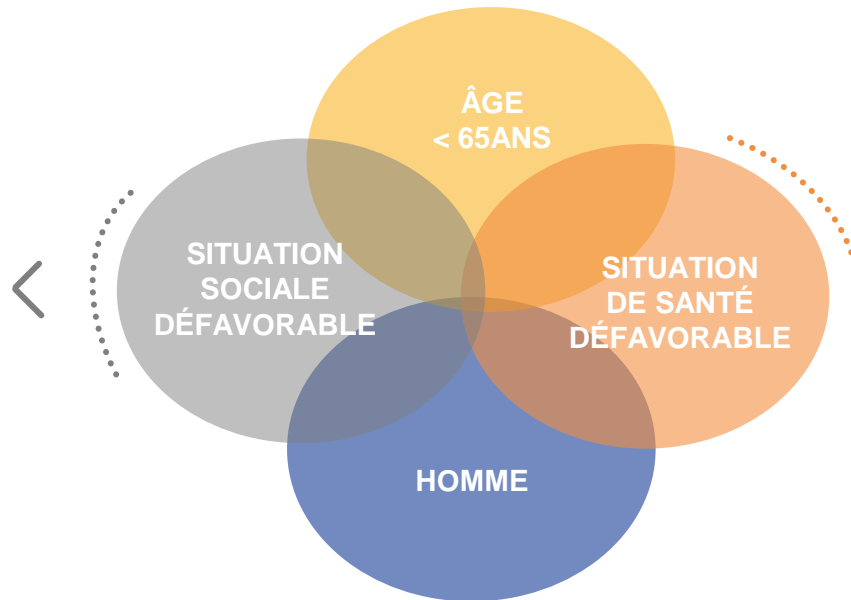 ÂGE
< 65ANS
SITUATION
SOCIALE
DÉFAVORABLE
SITUATION
DE SANTÉ
DÉFAVORABLE
HOMME